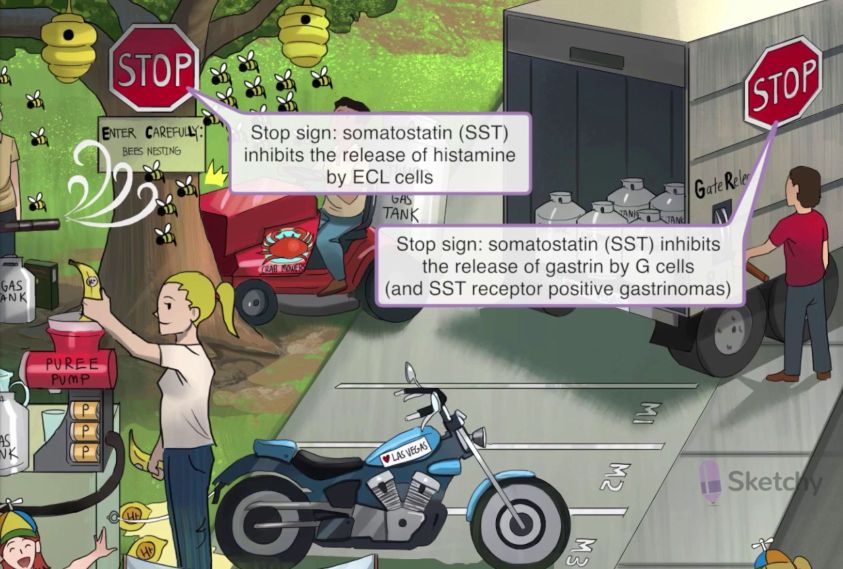 STOP
ENTER CAREFULLY:
BEES NESTING
Stop sign: somatostatin (SST)
inhibits the release of histamine
by ECL cells
STOP
Gate Rele
GAS
TANK
TANK
TANK
Stop sign: somatostatin (SST) inhibits
the release of gastrin by G cells
(and SST receptor positive gastrinomas)
CRAB MOWERS
GAS
TANK
H+
PUREE
PUMP
P
P
P
LAS VEGAS
M1
M2
M3
H+
H+
Sketchy